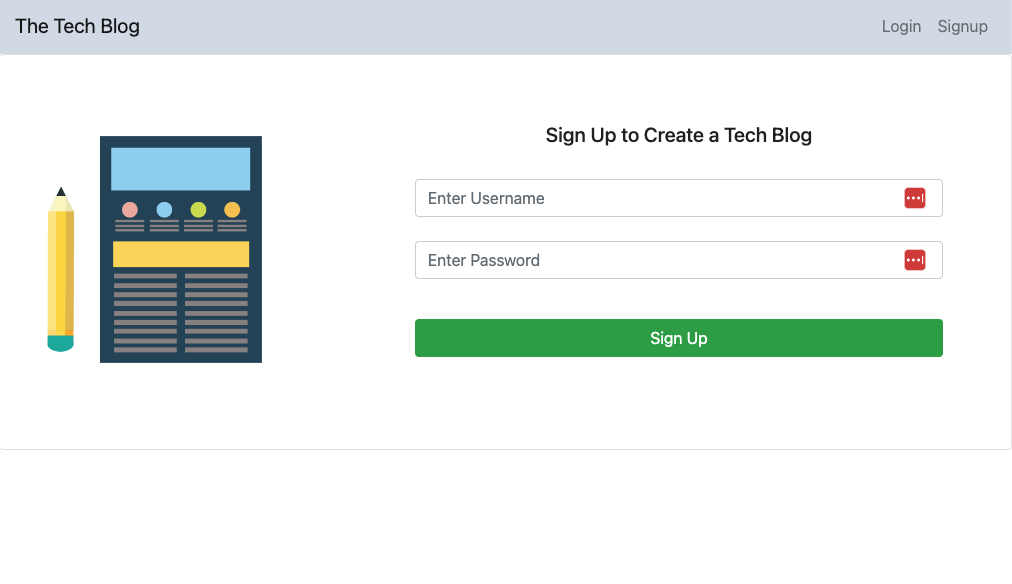 The Tech Blog
Login Signup
Sign Up to Create a Tech Blog
Enter Username
Enter Password
Sign Up